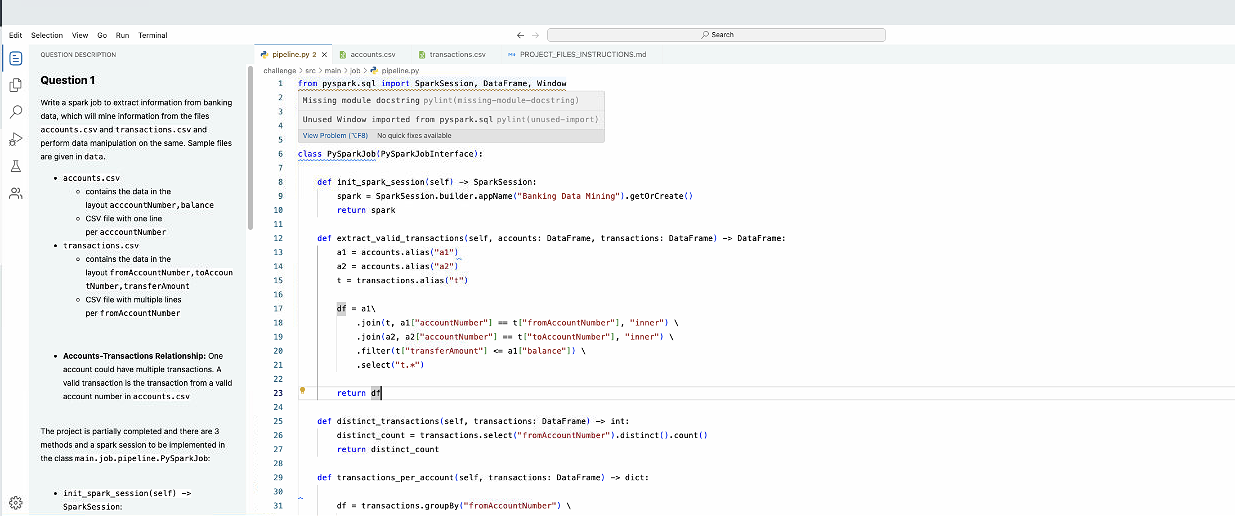 Edit Selection View Go Run Terminal
← → Search
QUESTION DESCRIPTION
Question 1
Write a spark job to extract information from banking
data, which will mine information from the files
accounts.csv and transactions.csv and
perform data manipulation on the same. Sample files
are given in data.
• accounts.csv
contains the data in the
layout acccountNumber,balance
CSV file with one line
per acccountNumber
• transactions.csv
contains the data in the
layout fromAccountNumber,toAccoun
tNumber,transferAmount
CSV file with multiple lines
per fromAccountNumber
• Accounts-Transactions Relationship: One
account could have multiple transactions. A
valid transaction is the transaction from a valid
account number in accounts.csv
The project is partially completed and there are 3
methods and a spark session to be implemented in
the class main.job.pipeline.PySparkJob:
• init_spark_session(self) ->
SparkSession:
pipeline.py 2 × accounts.csv transactions.csv PROJECT_FILES_INSTRUCTIONS.md
challenge > src > main > job > pipeline.py
1 from pyspark.sql import SparkSession, DataFrame, Window
2
Missing module docstring pylint(missing-module-docstring)
3
4
Unused Window imported from pyspark.sql pylint(unused-import)
5
View Problem (⌥F8) No quick fixes available
6 class PySparkJob(PySparkJobInterface):
7
8 def init_spark_session(self) -> SparkSession:
9 spark = SparkSession.builder.appName("Banking Data Mining").getOrCreate()
10 return spark
11
12 def extract_valid_transactions(self, accounts: DataFrame, transactions: DataFrame) -> DataFrame:
13 a1 = accounts.alias("a1")
14 a2 = accounts.alias("a2")
15 t = transactions.alias("t")
16
17 df = a1\
18 .join(t, a1["accountNumber"] == t["fromAccountNumber"], "inner") \
19 .join(a2, a2["accountNumber"] == t["toAccountNumber"], "inner") \
20 .filter(t["transferAmount"] <= a1["balance"]) \
21 .select("t.*")
22
23 return df
24
25 def distinct_transactions(self, transactions: DataFrame) -> int:
26 distinct_count = transactions.select("fromAccountNumber").distinct().count()
27 return distinct_count
28
29 def transactions_per_account(self, transactions: DataFrame) -> dict:
30
31 df = transactions.groupBy("fromAccountNumber") \